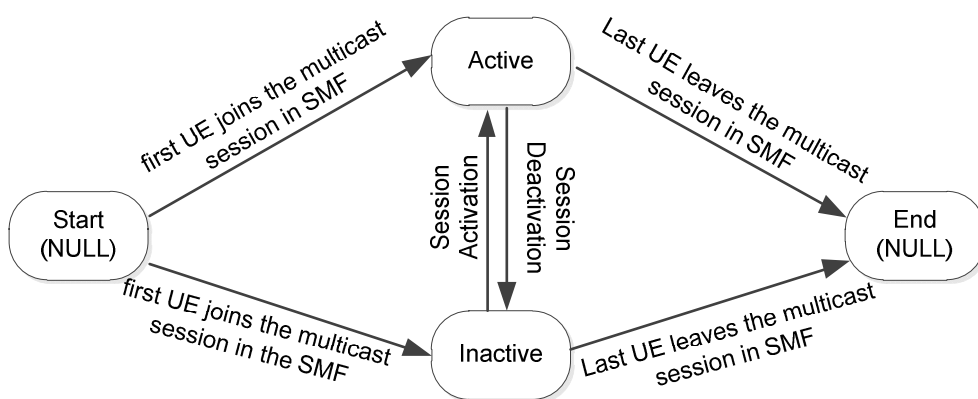 Active
first UE joins the multicast
session in SMF
Last UE leaves the multicast
session in SMF
Start
(NULL)
Session
Activation
Session
Deactivation
End
(NULL)
first UE joins the multicast
session in the SMF
Inactive
Last UE leaves the multicast
session in SMF